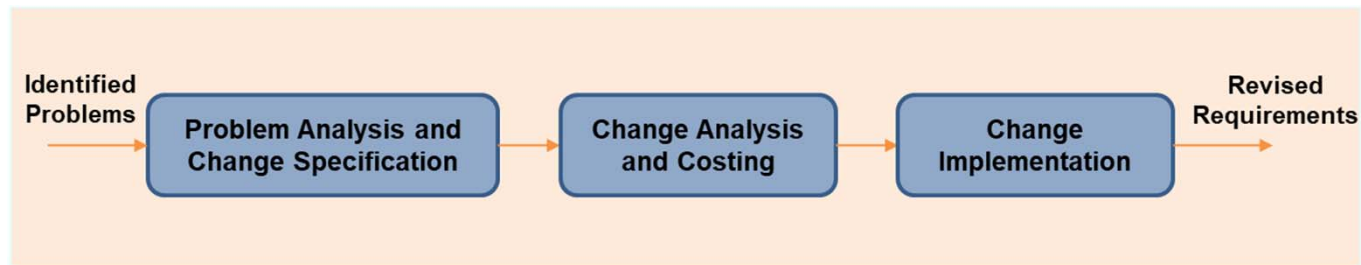 Identified
Problems
Problem Analysis and
Change Specification
Change Analysis
and Costing
Change
Implementation
Revised
Requirements